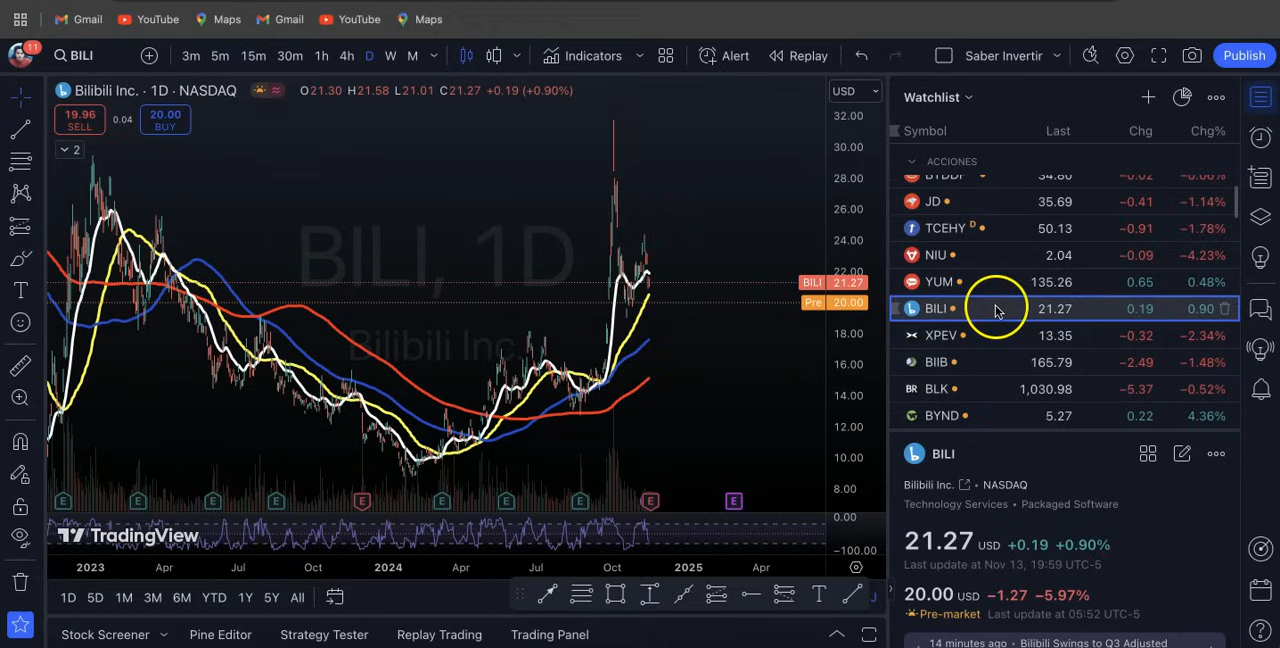 Gmail YouTube Maps Gmail YouTube Maps
11 BILI 3m 5m 15m 30m 1h 4h D W M Indicators Alert Replay Saber Invertir Publish
Bilibili Inc. · 1D · NASDAQ O21.30 H21.58 L21.01 C21.27 +0.19 (+0.90%)
19.96 SELL 0.04 20.00 BUY
2
USD
32.00
30.00
28.00
26.00
24.00
22.00
BILI 21.27
Pre 20.00
18.00
16.00
14.00
12.00
10.00
8.00
0.00
−100.00
BILI, 1D
Bilibili Inc.
E E E E E E E E E E
TradingView
2023 Apr Jul Oct 2024 Apr Jul Oct 2025 Apr
1D 5D 1M 3M 6M YTD 1Y 5Y All
Stock Screener Pine Editor Strategy Tester Replay Trading Trading Panel
Watchlist
Symbol Last Chg Chg%
ACCIONES
BYDDF 34.80 −0.02 −0.06%
JD 35.69 −0.41 −1.14%
TCEHY D 50.13 −0.91 −1.78%
NIU 2.04 −0.09 −4.23%
YUM 135.26 0.65 0.48%
BILI 21.27 0.19 0.90
XPEV 13.35 −0.32 −2.34%
BIIB 165.79 −2.49 −1.48%
BR BLK 1,030.98 −5.37 −0.52%
BYND 5.27 0.22 4.36%
BILI
Bilibili Inc. • NASDAQ
Technology Services • Packaged Software
21.27 USD +0.19 +0.90%
Last update at Nov 13, 19:59 UTC-5
20.00 USD −1.27 −5.97%
Pre-market Last update at 05:52 UTC-5
14 minutes ago • Bilibili Swings to Q3 Adjusted